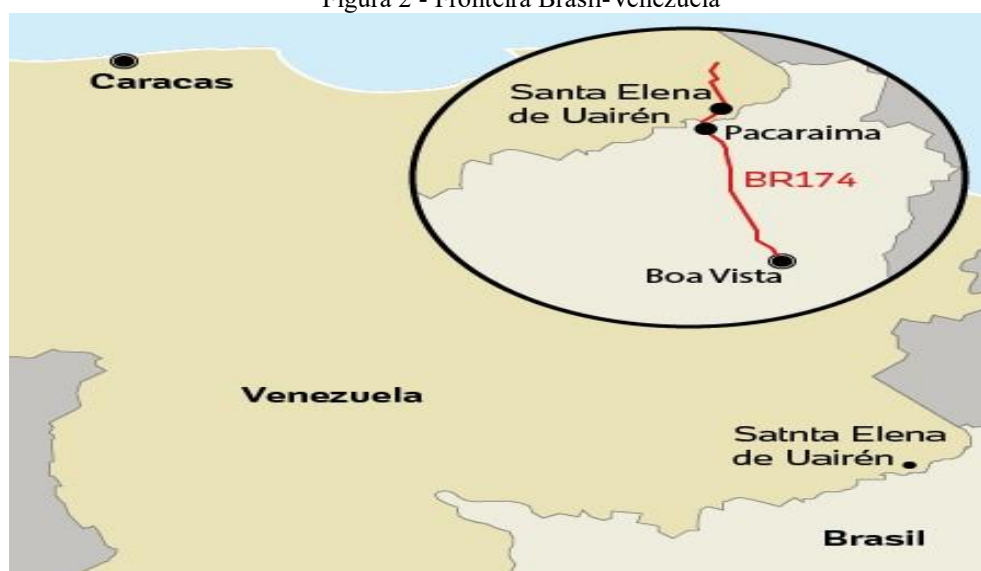 Figura 2 - Fronteira Brasil-Venezuela
Caracas
Santa Elena
de Uairén
Pacaraima
BR174
Boa Vista
Venezuela
Satnta Elena
de Uairén
Brasil